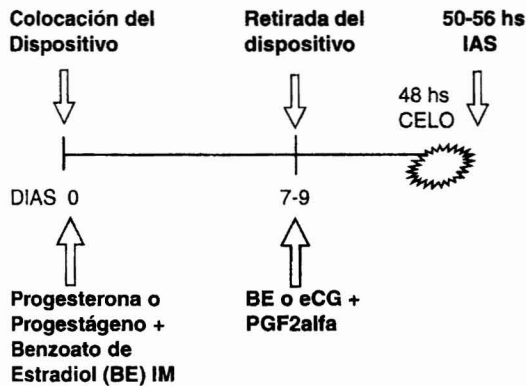 Colocación del
Dispositivo
Retirada del
dispositivo
50-56 hs
IAS
48 hs
CELO
DIAS 0
7-9
Progesterona o
Progestágeno +
Benzoato de
Estradiol (BE) IM
BE o eCG +
PGF2alfa